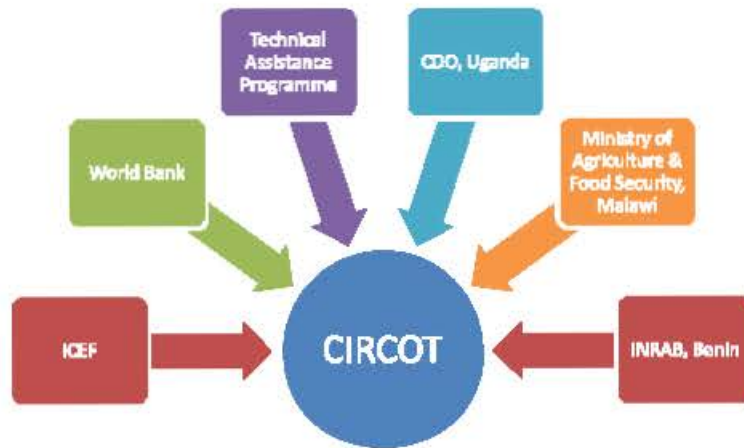 Technical
Assistance
Programme
CDO, Uganda
World Bank
Ministry of
Agriculture &
Food Security,
Malawi
ICEF
CIRCOT
INRAB, Benin